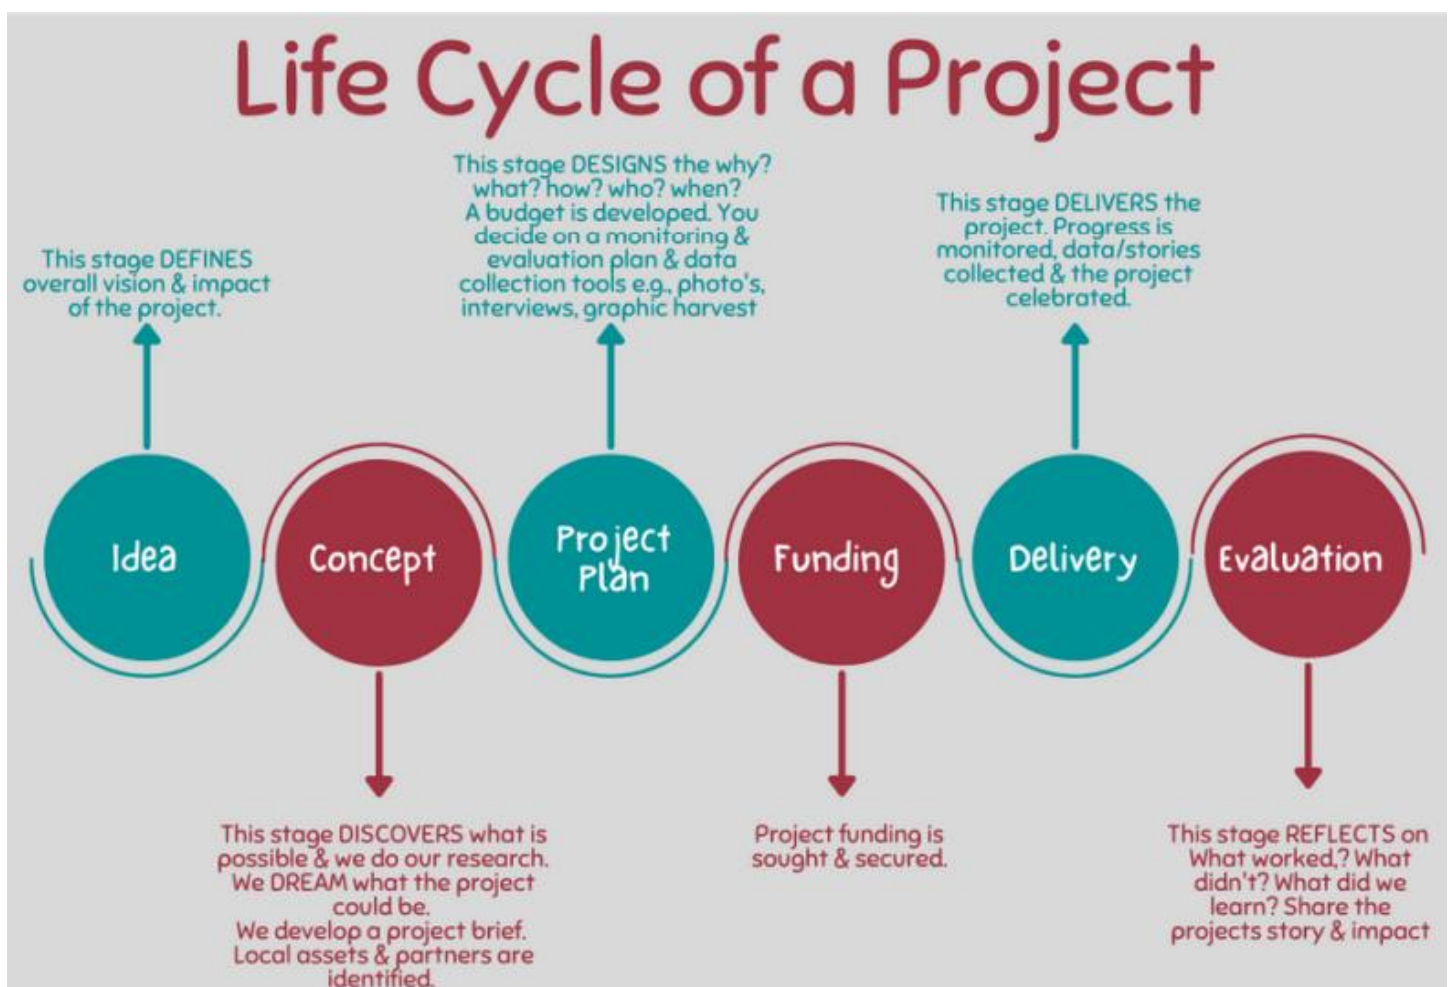 Life Cycle of a Project
This stage DEFINES
overall vision & impact
of the project.
This stage DESIGNS the why?
what? how? who? when?
A budget is developed. You
decide on a monitoring &
evaluation plan & data
collection tools e.g., photo's,
interviews, graphic harvest
This stage DELIVERS the
project. Progress is
monitored, data/stories
collected & the project
celebrated.
Idea
Concept
Project
Plan
Funding
Delivery
Evaluation
This stage DISCOVERS what is
possible & we do our research.
We DREAM what the project
could be.
We develop a project brief.
Local assets & partners are
identified.
Project funding is
sought & secured.
This stage REFLECTS on
What worked,? What
didn't? What did we
learn? Share the
projects story & impact